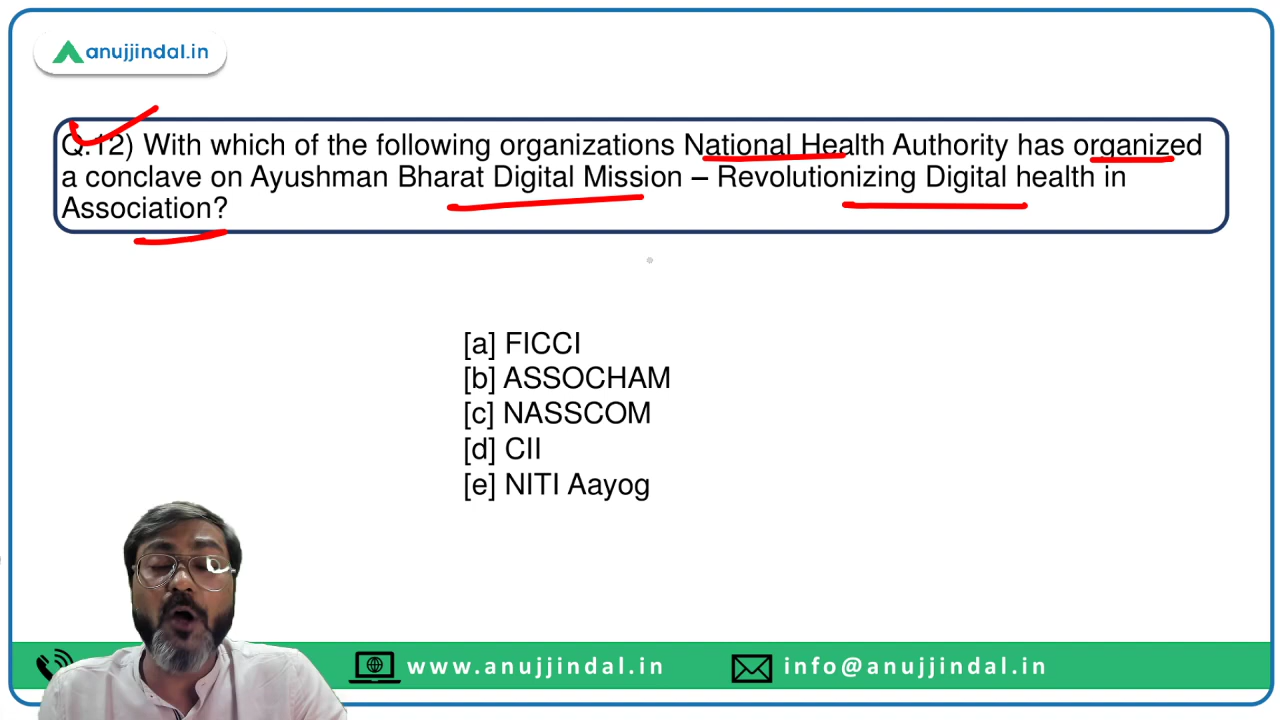 anujjindal.in
Q.12) With which of the following organizations National Health Authority has organized
a conclave on Ayushman Bharat Digital Mission – Revolutionizing Digital health in
Association?
[a] FICCI
[b] ASSOCHAM
[c] NASSCOM
[d] CII
[e] NITI Aayog
www.anujjindal.in
info@anujjindal.in